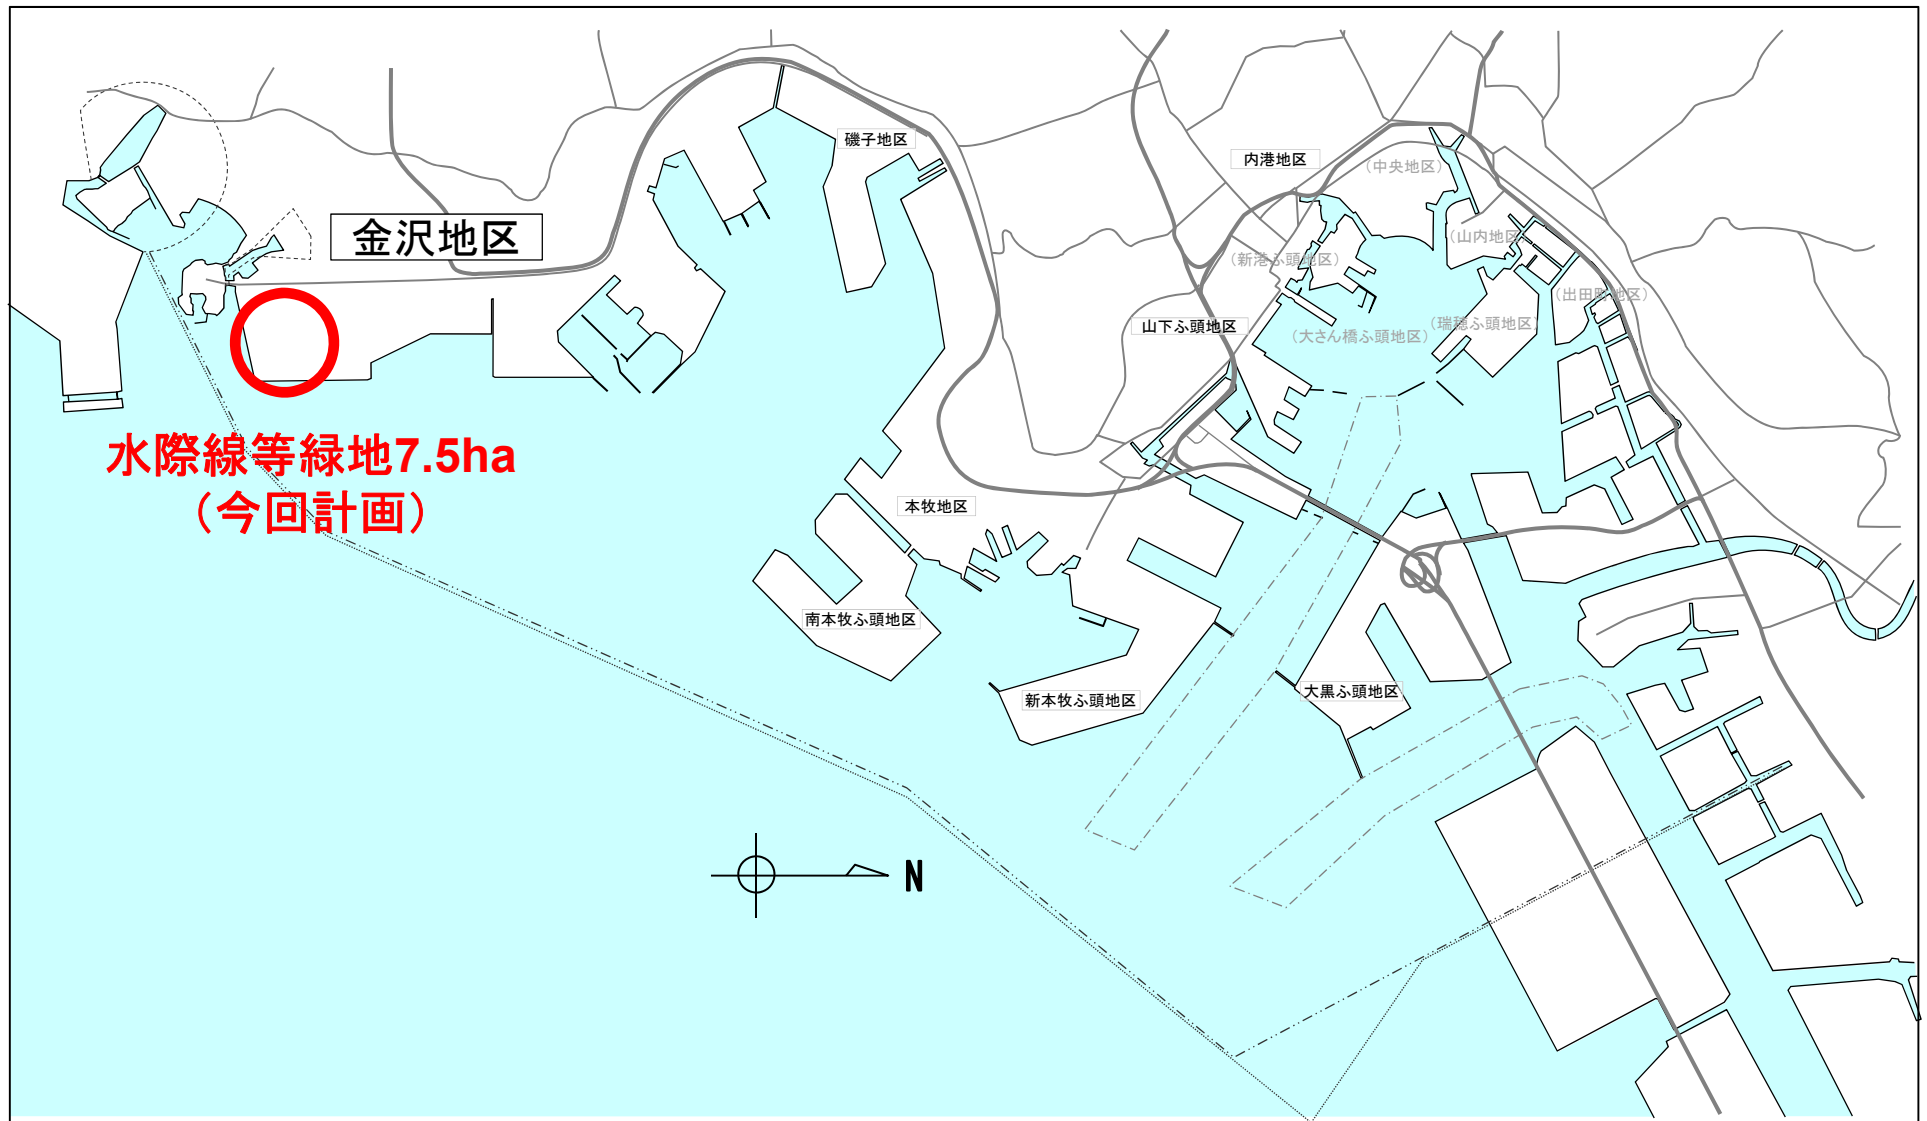 磯子地区
内港地区
(中央地区)
金沢地区
(山内地区)
(新港ふ頭地区)
(出田町地区)
山下ふ頭地区
(大さん橋ふ頭地区)
(瑞穂ふ頭地区)
水際線等緑地7.5ha
（今回計画）
本牧地区
南本牧ふ頭地区
新本牧ふ頭地区
大黒ふ頭地区
N